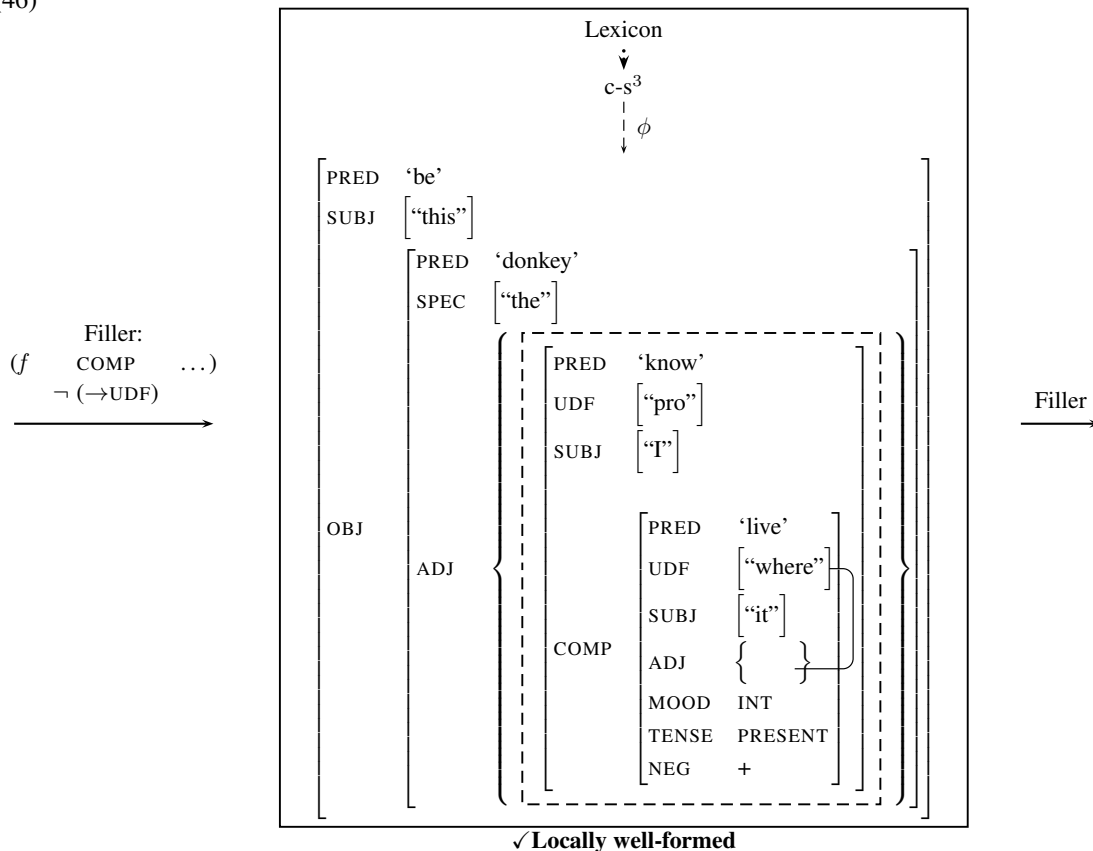 46)
Lexicon
c-s³
ϕ
PRED ‘be’
SUBJ [“this”]
PRED ‘donkey’
SPEC [“the”]
Filler:
(f COMP …)
¬ (→UDF)
PRED ‘know’
UDF [“pro”]
SUBJ [“I”]
Filler
OBJ
PRED ‘live’
ADJ
UDF [“where”]
SUBJ [“it”]
COMP
ADJ { }
MOOD INT
TENSE PRESENT
NEG +
✓Locally well-formed